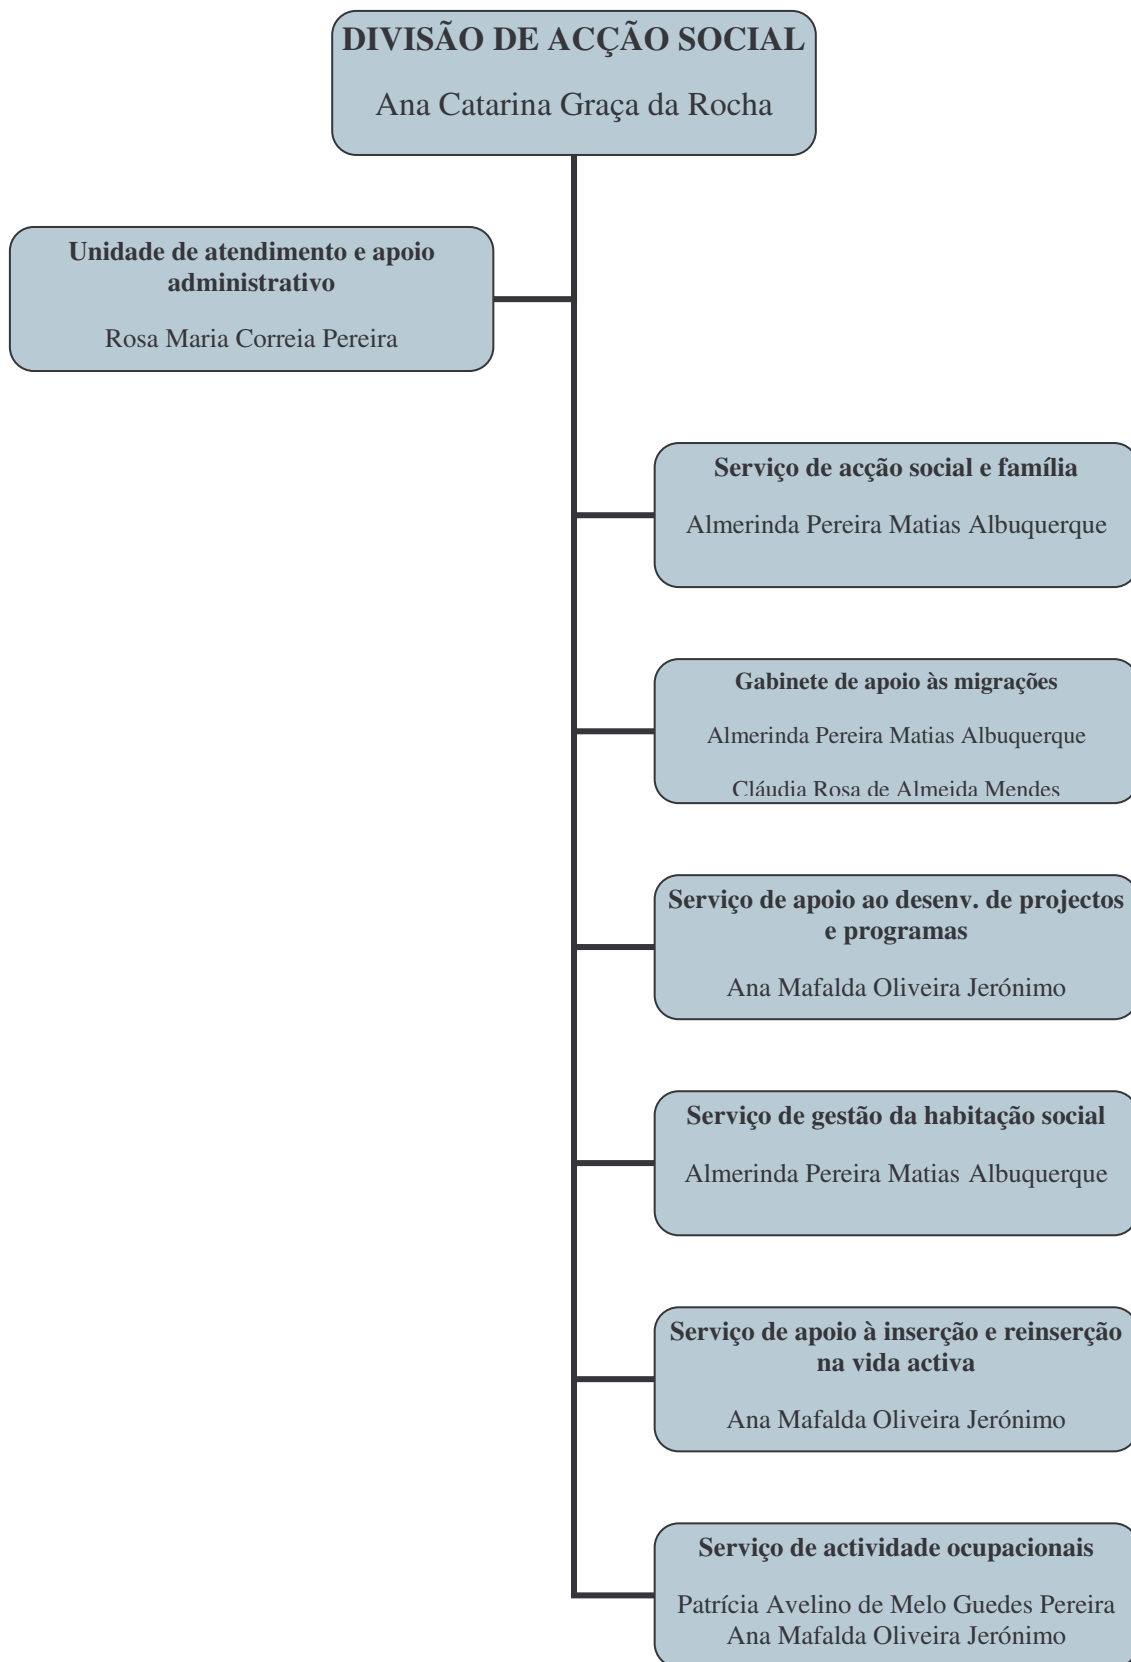 DIVISÃO DE ACÇÃO SOCIAL
Ana Catarina Graça da Rocha
Unidade de atendimento e apoio
administrativo
Rosa Maria Correia Pereira
Serviço de acção social e família
Almerinda Pereira Matias Albuquerque
Gabinete de apoio às migrações
Almerinda Pereira Matias Albuquerque
Cláudia Rosa de Almeida Mendes
Serviço de apoio ao desenv. de projectos
e programas
Ana Mafalda Oliveira Jerónimo
Serviço de gestão da habitação social
Almerinda Pereira Matias Albuquerque
Serviço de apoio à inserção e reinserção
na vida activa
Ana Mafalda Oliveira Jerónimo
Serviço de actividade ocupacionais
Patrícia Avelino de Melo Guedes Pereira
Ana Mafalda Oliveira Jerónimo